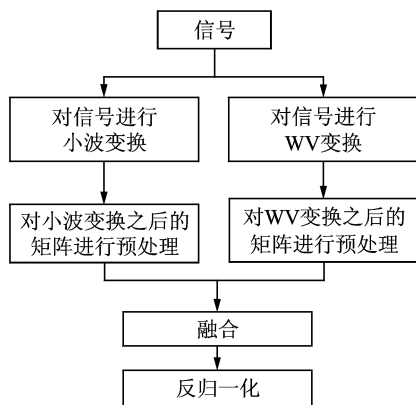 信号
对信号进行
小波变换
对信号进行
WV变换
对小波变换之后的
矩阵进行预处理
对WV变换之后的
矩阵进行预处理
融合
反归一化